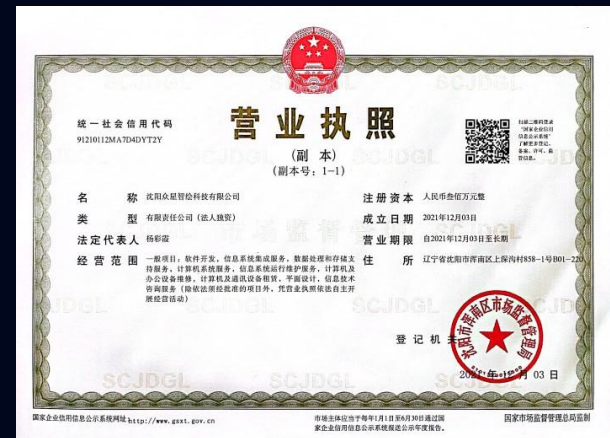 统一社会信用代码
91210112MA7D4DYT2Y
营业执照
(副 本)
(副本号：1-1)
扫描二维码登录
“国家企业信用
信息公示系统”
了解更多登记、
备案、许可、监
管信息。
名 称 沈阳众星智绘科技有限公司
类 型 有限责任公司（法人独资）
法定代表人 杨彩霞
经营范围 一般项目：软件开发，信息系统集成服务，数据处理和存储支
持服务，计算机系统服务，信息系统运行维护服务，计算机及
办公设备维修，计算机及通讯设备租赁，平面设计，信息技术
咨询服务（除依法须经批准的项目外，凭营业执照依法自主开
展经营活动）
注册资本 人民币叁佰万元整
成立日期 2021年12月03日
营业期限 自2021年12月03日至长期
住 所 辽宁省沈阳市浑南区上深沟村858-1号B01-220
登记机关
沈阳市浑南区市场监督管理局
2021 年 12 月 03 日
国家企业信用信息公示系统网址 http://www.gsxt.gov.cn
市场主体应当于每年1月1日至6月30日通过国
家企业信用信息公示系统报送公示年度报告。
国家市场监督管理总局监制